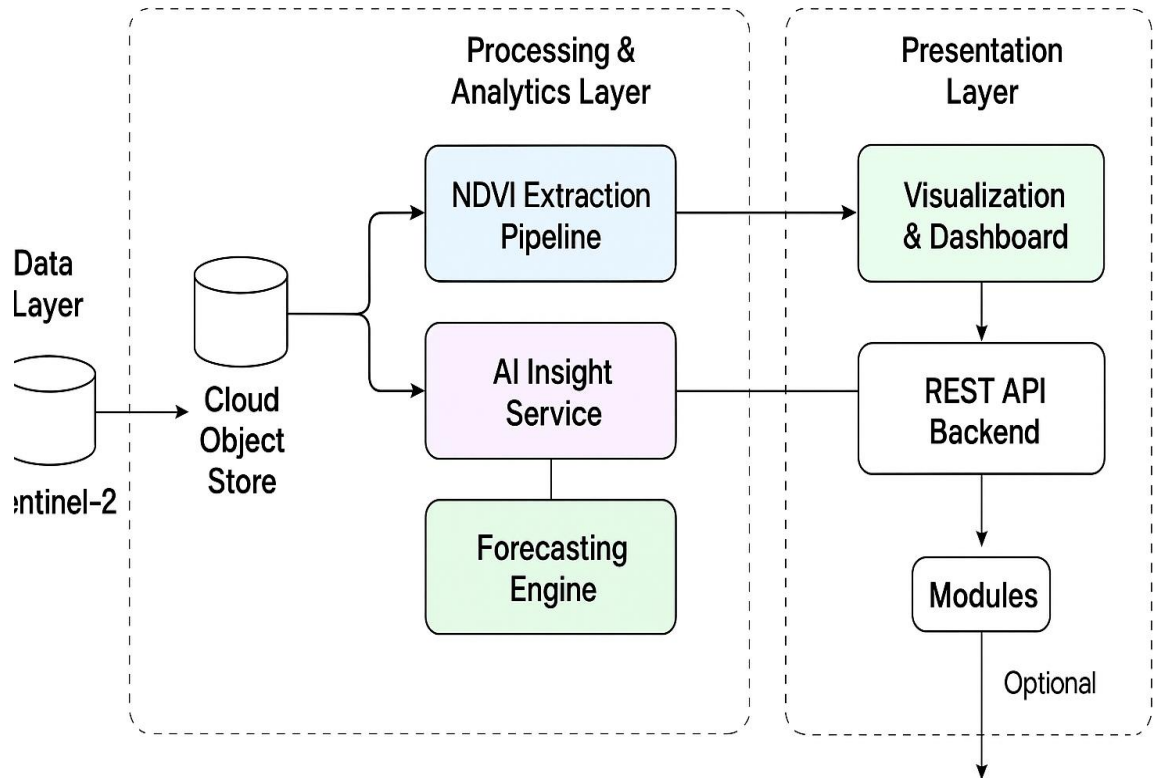 Processing &
Analytics Layer
Presentation
Layer
NDVI Extraction
Pipeline
Visualization
& Dashboard
Data
Layer
Cloud
Object
Store
entinel-2
AI Insight
Service
REST API
Backend
Forecasting
Engine
Modules
Optional